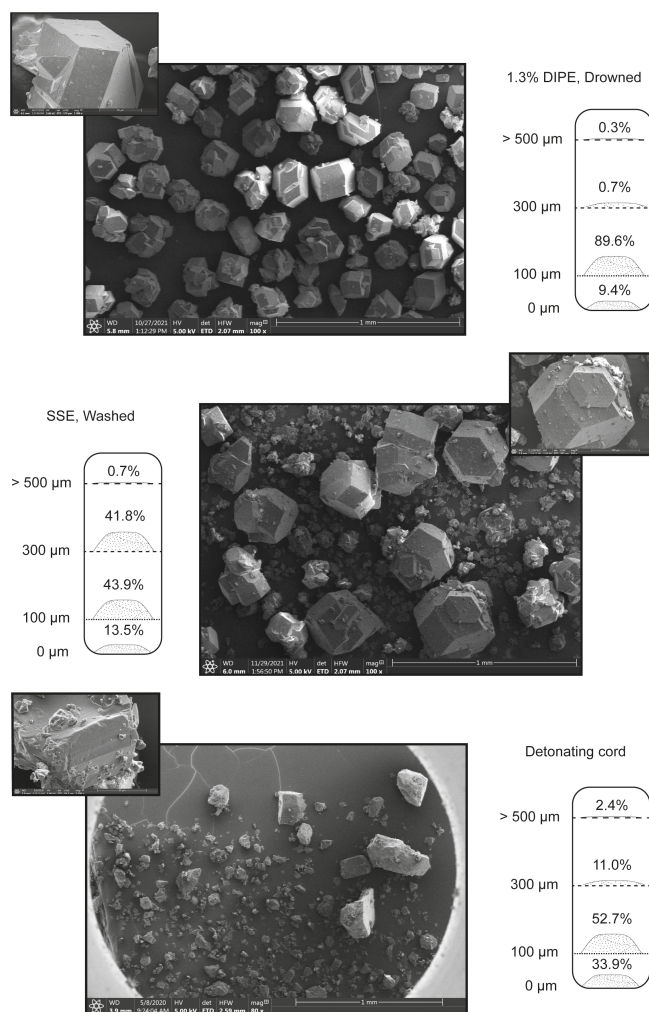 1.3% DIPE, Drowned
> 500 µm
0.3%
300 µm
0.7%
89.6%
100 µm
9.4%
0 µm
WD 10/27/2021 HV det HFW mag
5.8 mm 1:12:29 PM 5.00 kV ETD 2.07 mm 100 x
1 mm
SSE, Washed
> 500 µm
0.7%
41.8%
300 µm
43.9%
100 µm
13.5%
0 µm
WD 11/29/2021 HV det HFW mag
6.0 mm 1:56:50 PM 5.00 kV ETD 2.07 mm 100 x
1 mm
Detonating cord
> 500 µm
2.4%
11.0%
300 µm
52.7%
100 µm
33.9%
0 µm
WD 5/8/2020 HV det HFW mag
3.9 mm 9:24:04 AM 5.00 kV ETD 2.59 mm 80 x
1 mm